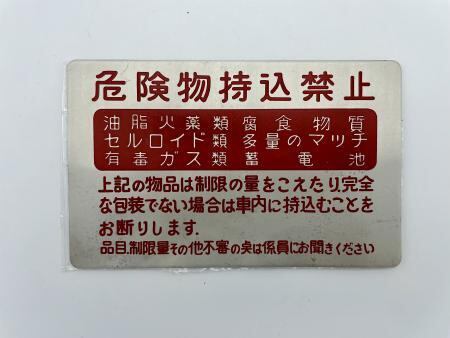 危険物持込禁止
油脂火薬類 腐食物質
セルロイド類 多量のマッチ
有毒ガス類 蓄電池
上記の物品は制限の量をこえたり、完全
な包装でない場合は車内に持込むことを
お断りします.
品目、制限量その他不審の点は係員にお聞きください